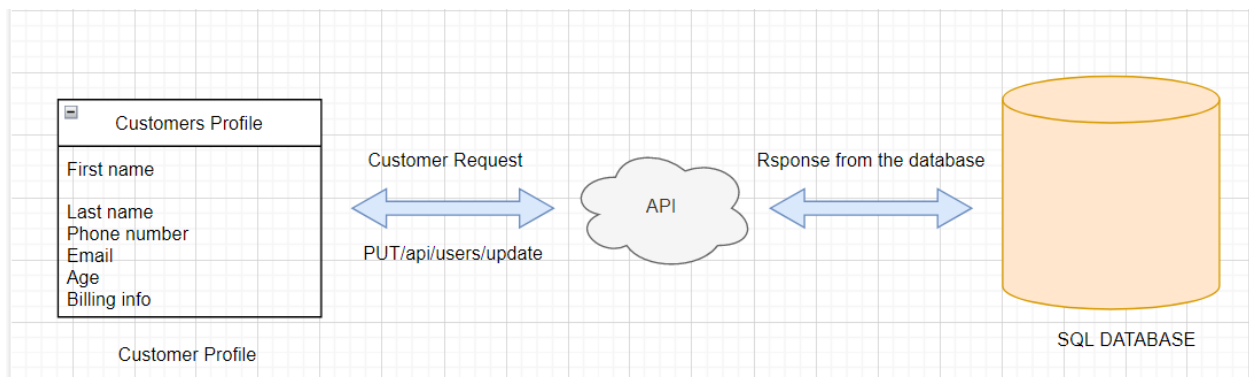 Customers Profile
First name
Last name
Phone number
Email
Age
Billing info
Customer Profile
Customer Request
PUT/api/users/update
API
Rsponse from the database
SQL DATABASE